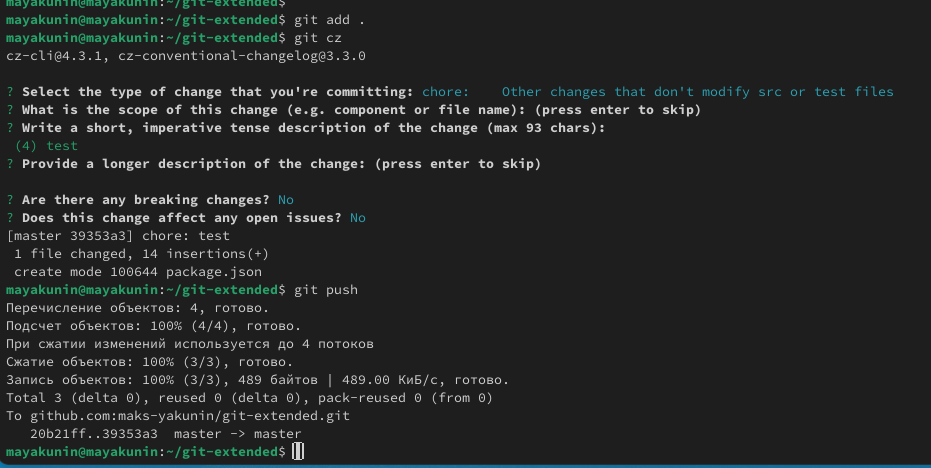 mayakunin@mayakunin:~/git-extended$
mayakunin@mayakunin:~/git-extended$ git add .
mayakunin@mayakunin:~/git-extended$ git cz
cz-cli@4.3.1, cz-conventional-changelog@3.3.0
? Select the type of change that you're committing: chore:    Other changes that don't modify src or test files
? What is the scope of this change (e.g. component or file name): (press enter to skip)
? Write a short, imperative tense description of the change (max 93 chars):
(4) test
? Provide a longer description of the change: (press enter to skip)
? Are there any breaking changes? No
? Does this change affect any open issues? No
[master 39353a3] chore: test
1 file changed, 14 insertions(+)
create mode 100644 package.json
mayakunin@mayakunin:~/git-extended$ git push
Перечисление объектов: 4, готово.
Подсчет объектов: 100% (4/4), готово.
При сжатии изменений используется до 4 потоков
Сжатие объектов: 100% (3/3), готово.
Запись объектов: 100% (3/3), 489 байтов | 489.00 КиБ/с, готово.
Total 3 (delta 0), reused 0 (delta 0), pack-reused 0 (from 0)
To github.com:maks-yakunin/git-extended.git
20b21ff..39353a3  master -> master
mayakunin@mayakunin:~/git-extended$